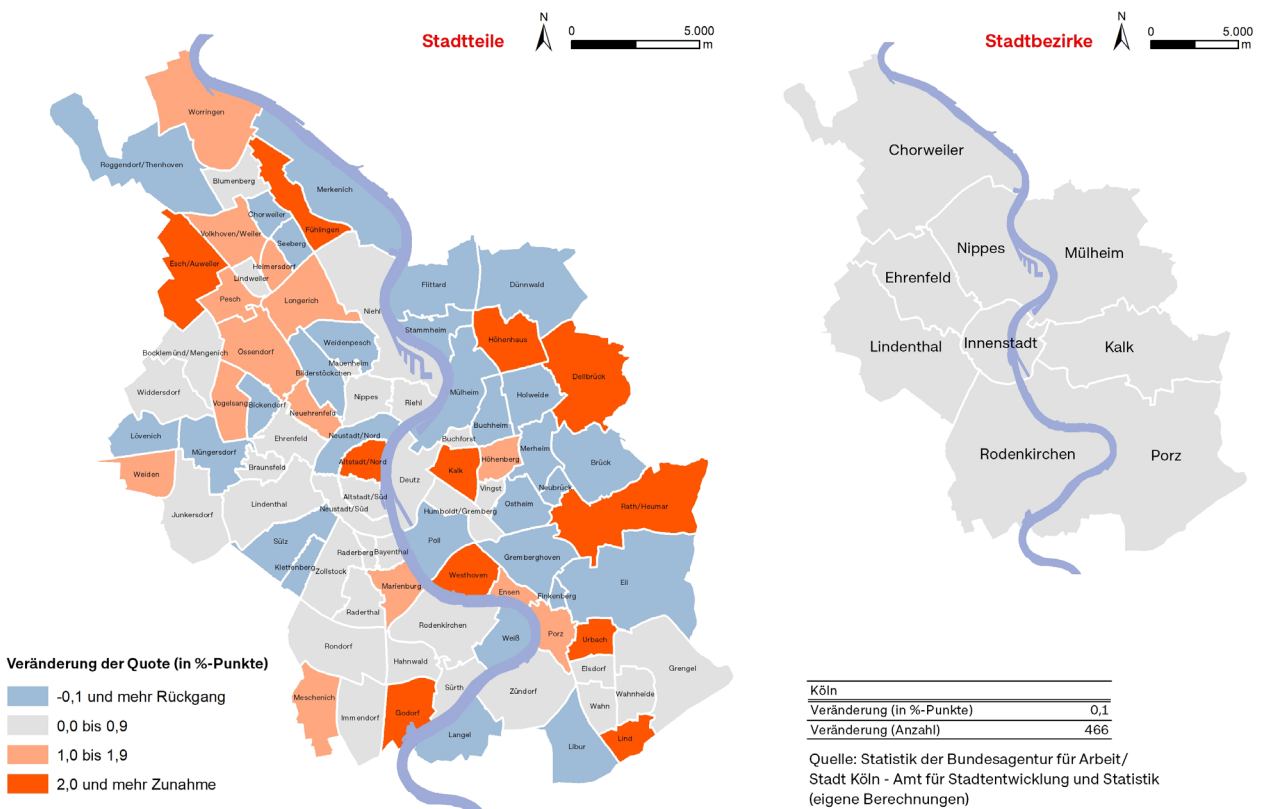 Stadtteile
N
0
5.000
m
Worringen
Roggendorf/Thenhoven
Blumenberg
Merkenich
Chorweiler
Fühlingen
Volkhoven/Weiler
Seeberg
Esch/Auweiler
Heimersdorf
Lindweiler
Pesch
Longerich
Niehl
Flittard
Dünnwald
Stammheim
Höhenhaus
Weidenpesch
Bocklemünd/Mengenich
Ossendorf
Mauenheim
Bilderstöckchen
Dellbrück
Widdersdorf
Vogelsang
Bickendorf
Nippes
Riehl
Mülheim
Holweide
Neuehrenfeld
Buchheim
Lövenich
Ehrenfeld
Neustadt/Nord
Buchforst
Müngersdorf
Merheim
Altstadt/Nord
Höhenberg
Brück
Braunsfeld
Weiden
Kalk
Deutz
Vingst
Neubrück
Altstadt/Süd
Lindenthal
Neustadt/Süd
Humboldt/Gremberg
Ostheim
Rath/Heumar
Junkersdorf
Sülz
Poll
Raderberg
Bayenthal
Gremberghoven
Klettenberg
Zollstock
Westhoven
Marienburg
Ensen
Finkenberg
Eil
Raderthal
Rodenkirchen
Weiß
Porz
Urbach
Rondorf
Hahnwald
Elsdorf
Grengel
Sürth
Zündorf
Wahnheide
Meschenich
Wahn
Immendorf
Godorf
Langel
Lind
Libur
Veränderung der Quote (in %-Punkte)
-0,1 und mehr Rückgang
0,0 bis 0,9
1,0 bis 1,9
2,0 und mehr Zunahme
Stadtbezirke
N
0
5.000
m
Chorweiler
Nippes
Mülheim
Ehrenfeld
Lindenthal
Innenstadt
Kalk
Rodenkirchen
Porz
Köln
Veränderung (in %-Punkte) 0,1
Veränderung (Anzahl) 466
Quelle: Statistik der Bundesagentur für Arbeit/
Stadt Köln - Amt für Stadtentwicklung und Statistik
(eigene Berechnungen)